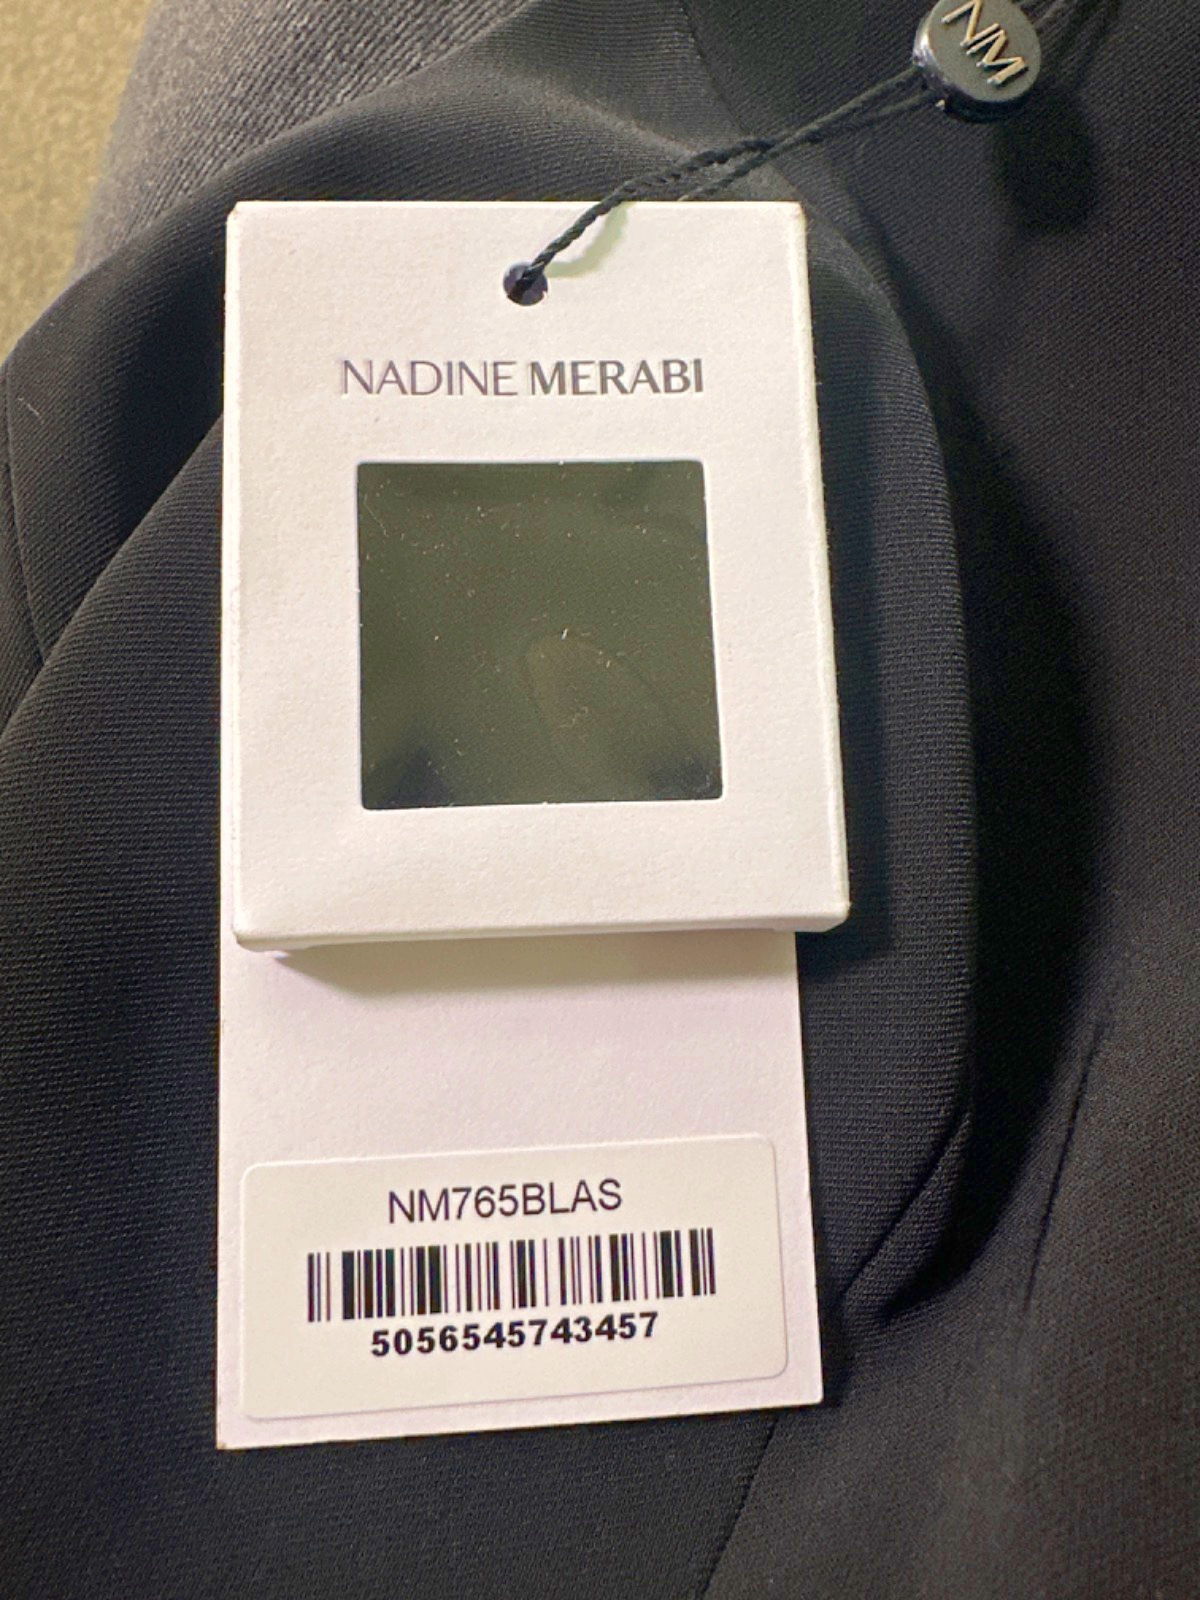 NM
NADINE MERABI
NM765BLAS
5056545743457